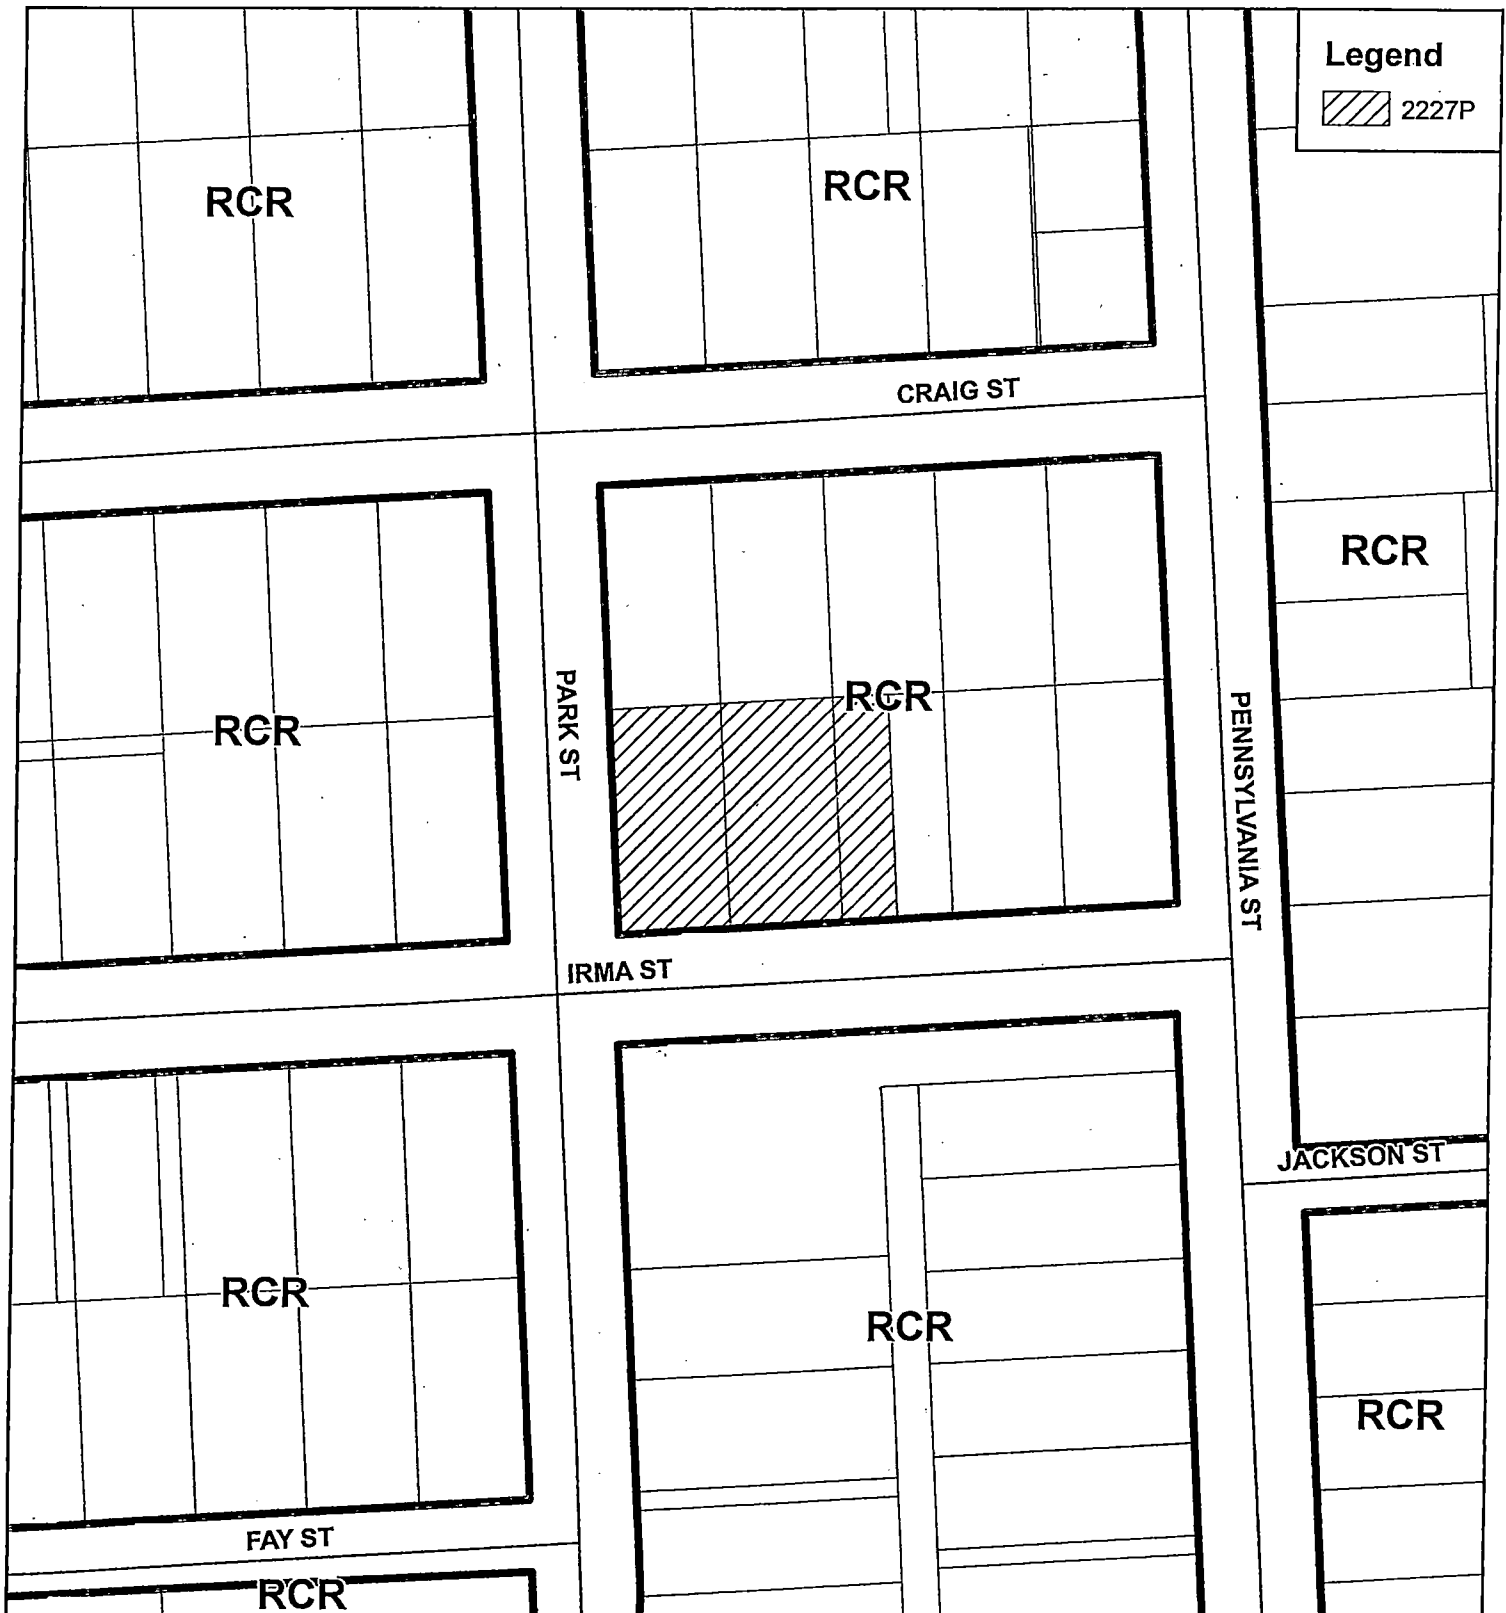 Legend
2227P
RCR
RCR
CRAIG ST
RCR
RCR
RCR
PARK ST
PENNSYLVANIA ST
IRMA ST
JACKSON ST
RCR
RCR
RCR
FAY ST
RCR